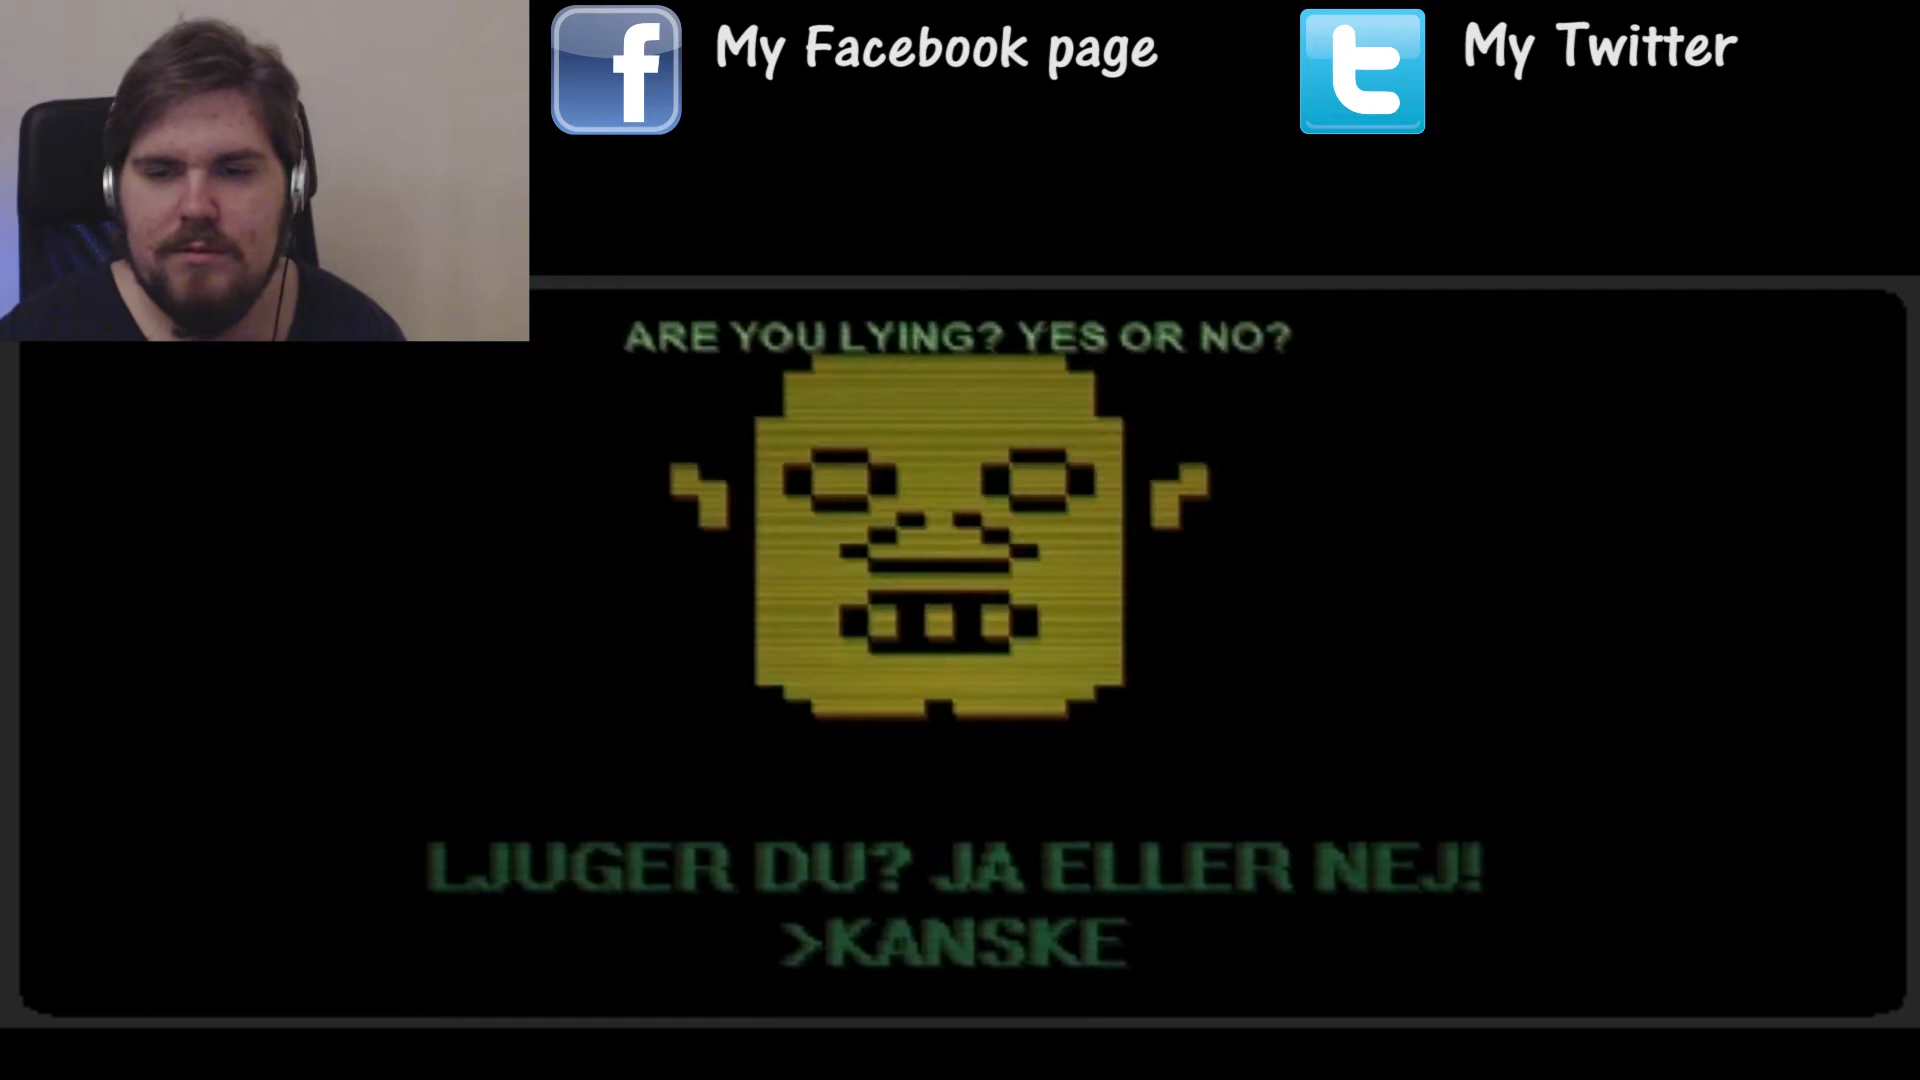 My Facebook page
My Twitter
ARE YOU LYING? YES OR NO?
LJUGER DU? JA ELLER NEJ!
>KANSKE